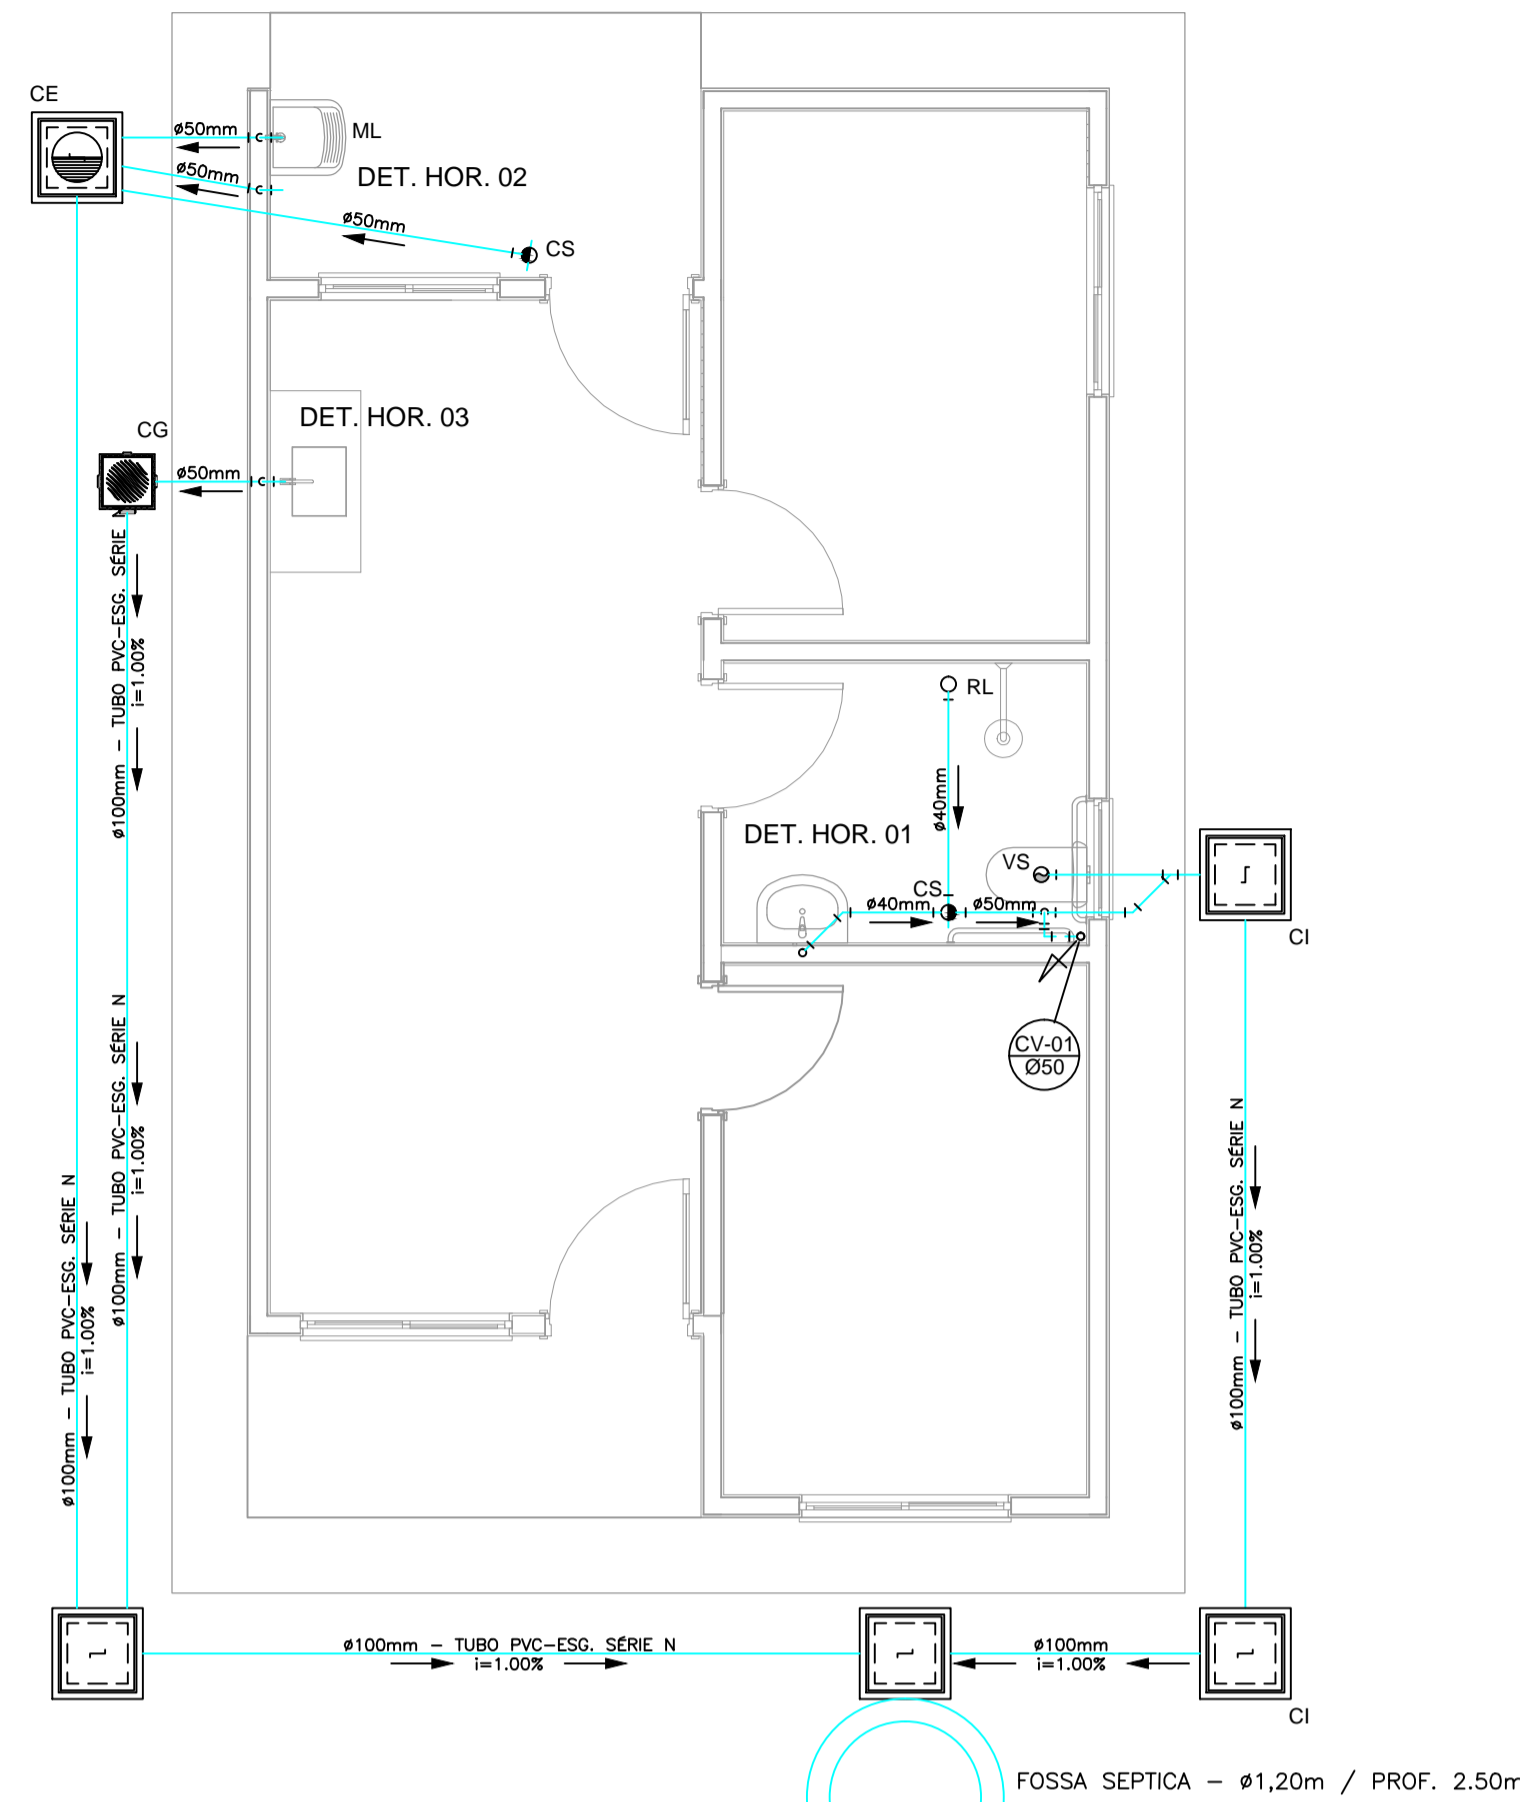 CE
ø50mm
ML
ø50mm
DET. HOR. 02
ø50mm
CS
DET. HOR. 03
CG
ø50mm
ø100mm – TUBO PVC–ESG. SÉRIE N
i=1.00%
RL
ø40mm
DET. HOR. 01
VS
CS
ø40mm
ø50mm
CI
CV-01
Ø50
ø100mm – TUBO PVC–ESG. SÉRIE N
i=1.00%
ø100mm – TUBO PVC–ESG. SÉRIE N
i=1.00%
ø100mm – TUBO PVC–ESG. SÉRIE N
i=1.00%
ø100mm – TUBO PVC–ESG. SÉRIE N
i=1.00%
ø100mm
i=1.00%
CI
FOSSA SEPTICA – ø1,20m / PROF. 2.50m